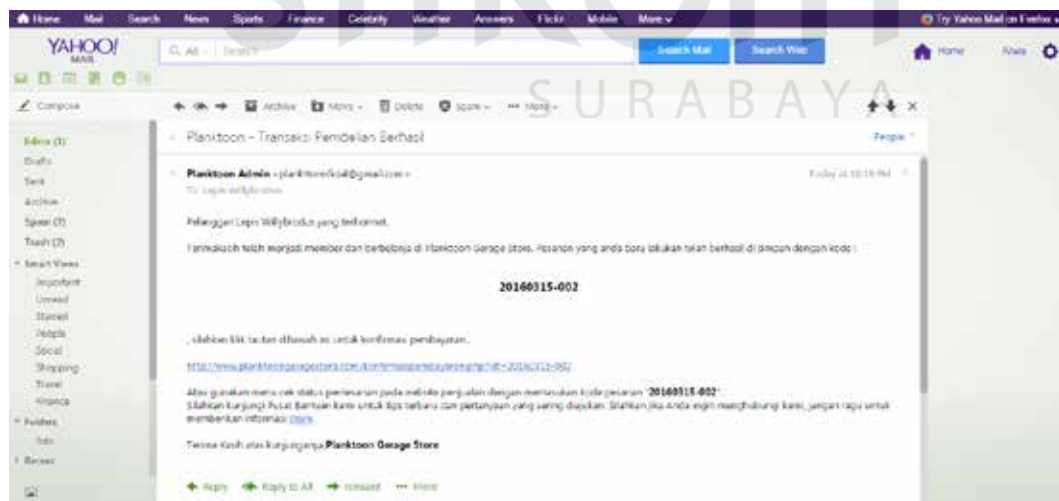 Home Mail Search News Sports Finance Celebrity Weather Answers Flickr Mobile More Try Yahoo Mail on Firefox
YAHOO!
MAIL
All Search
Search Mail
Search Web
Home
SURABAYA
Compose
Archive Move Delete Spam More
Inbox (1)
Drafts
Sent
Archive
Spam (7)
Trash (2)
Smart Views
Important
Unread
Starred
People
Social
Shopping
Travel
Finance
Folders
Recent
Planktoon - Transaksi Pembelian Berhasil
People
Planktoon Admin
To
Today at
Pelanggan Willybrodus yang terhormat,
Terimakasih telah menjadi member dan berbelanja di Planktoon Garage Store. Pesanan yang anda baru lakukan telah berhasil di simpan dengan kode :
20160315-002
, silahkan klik tautan dibawah ini untuk konfirmasi pembayaran.
Atau gunakan menu cek status pemesanan pada website penjualan dengan memasukan kode pesanan "20160315-002".
Silahkan kunjungi Pusat Bantuan kami untuk tips terbaru dan pertanyaan yang sering diajukan. Silahkan jika Anda ingin menghubungi kami, jangan ragu untuk
memberikan informasi
Terima Kasih atas kunjunganya Planktoon Garage Store
Reply Reply to All Forward More